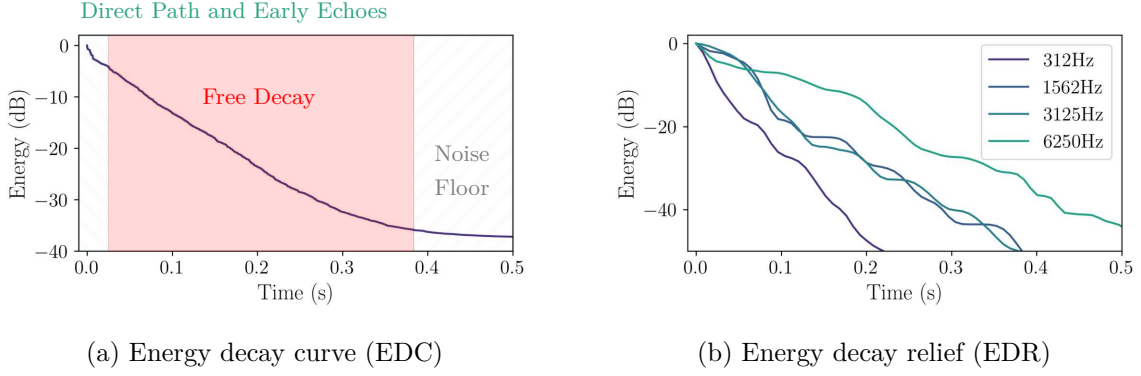 Direct Path and Early Echoes
0
−10
−20
−30
−40
Energy (dB)
Free Decay
Noise
Floor
0.0 0.1 0.2 0.3 0.4 0.5
Time (s)
(a) Energy decay curve (EDC)
0
−20
−40
Energy (dB)
312Hz
1562Hz
3125Hz
6250Hz
0.0 0.1 0.2 0.3 0.4 0.5
Time (s)
(b) Energy decay relief (EDR)